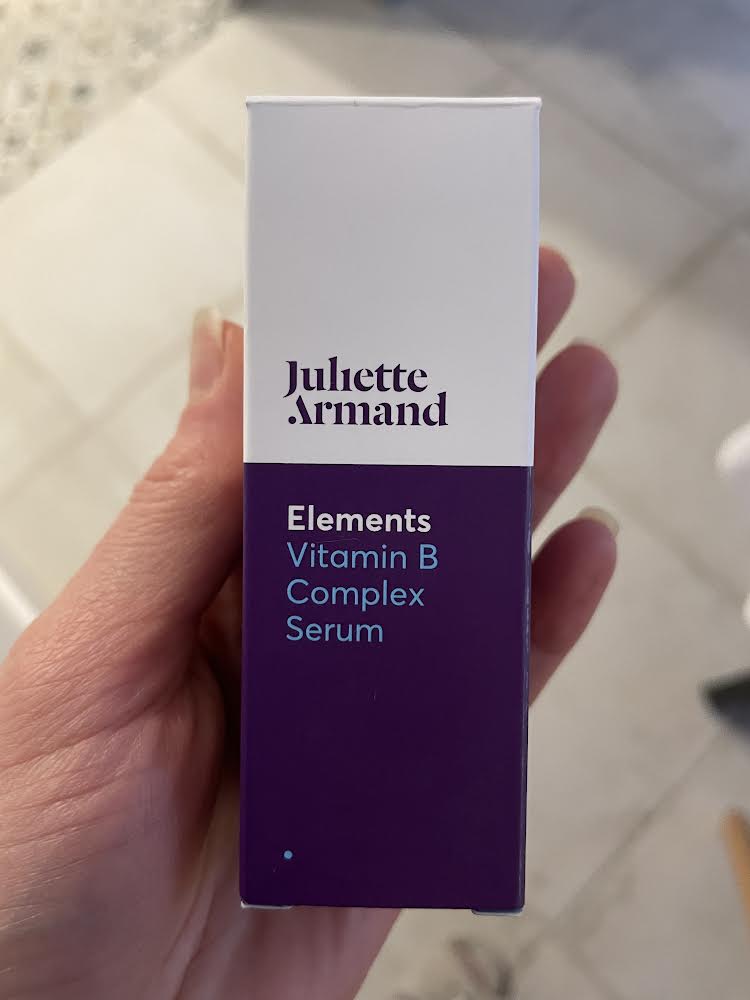 Juliette
Armand
Elements
Vitamin B
Complex
Serum